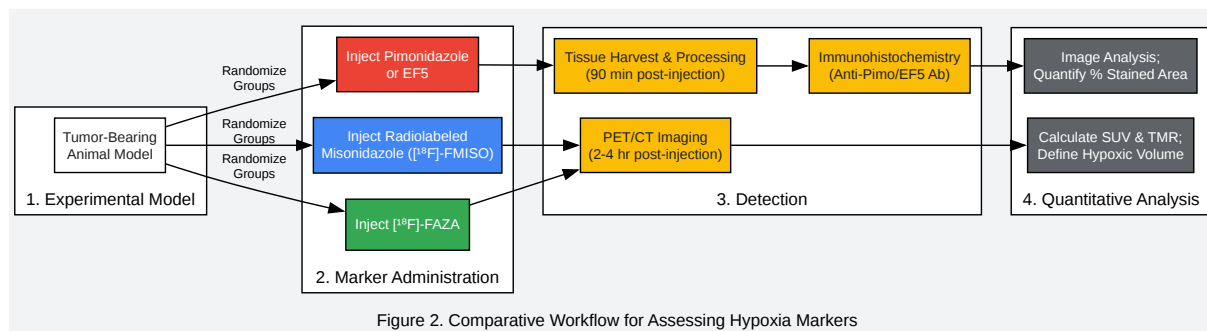 Tumor-Bearing
Animal Model
1. Experimental Model
Randomize
Groups
Randomize
Groups
Randomize
Groups
Inject Pimonidazole
or EF5
Inject Radiolabeled
Misonidazole ([¹⁸F]-FMISO)
Inject [¹⁸F]-FAZA
2. Marker Administration
Tissue Harvest & Processing
(90 min post-injection)
Immunohistochemistry
(Anti-Pimo/EF5 Ab)
PET/CT Imaging
(2-4 hr post-injection)
3. Detection
Image Analysis;
Quantify % Stained Area
Calculate SUV & TMR;
Define Hypoxic Volume
4. Quantitative Analysis
Figure 2. Comparative Workflow for Assessing Hypoxia Markers